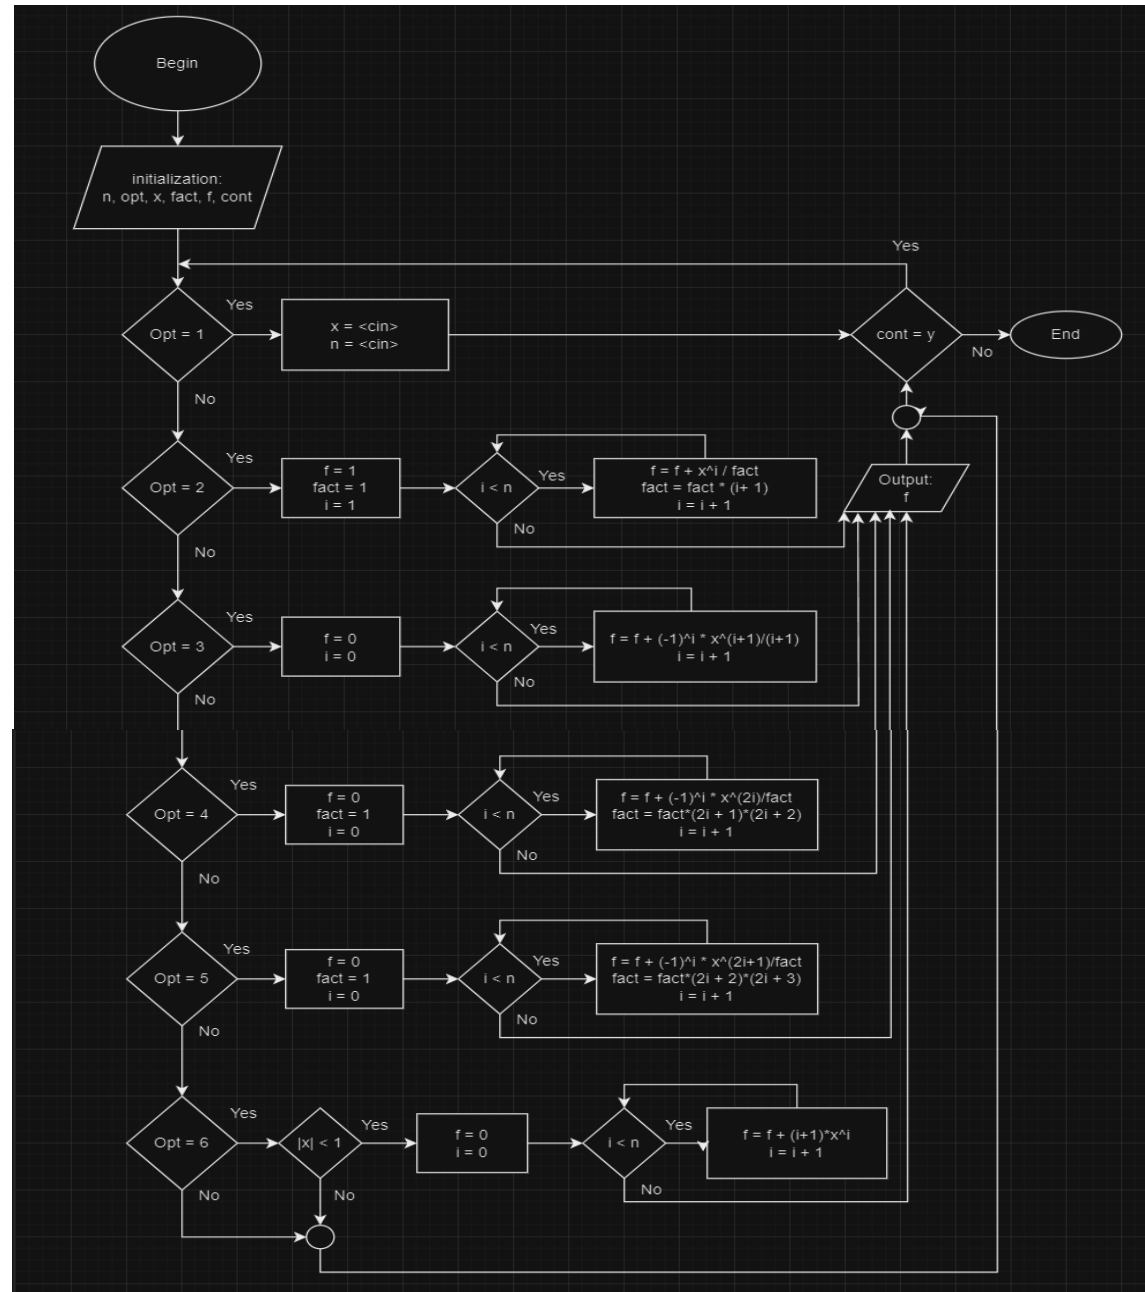 Begin
initialization:
n, opt, x, fact, f, cont
Yes
Opt = 1
Yes
x = <cin>
n = <cin>
cont = y
No
End
No
Opt = 2
Yes
f = 1
fact = 1
i = 1
i < n
Yes
f = f + x^i / fact
fact = fact * (i+ 1)
i = i + 1
No
Output:
f
No
Opt = 3
Yes
f = 0
i = 0
i < n
Yes
f = f + (-1)^i * x^(i+1)/(i+1)
i = i + 1
No
No
Opt = 4
Yes
f = 0
fact = 1
i = 0
i < n
Yes
f = f + (-1)^i * x^(2i)/fact
fact = fact*(2i + 1)*(2i + 2)
i = i + 1
No
No
Opt = 5
Yes
f = 0
fact = 1
i = 0
i < n
Yes
f = f + (-1)^i * x^(2i+1)/fact
fact = fact*(2i + 2)*(2i + 3)
i = i + 1
No
No
Opt = 6
Yes
|x| < 1
Yes
f = 0
i = 0
i < n
Yes
f = f + (i+1)*x^i
i = i + 1
No
No
No